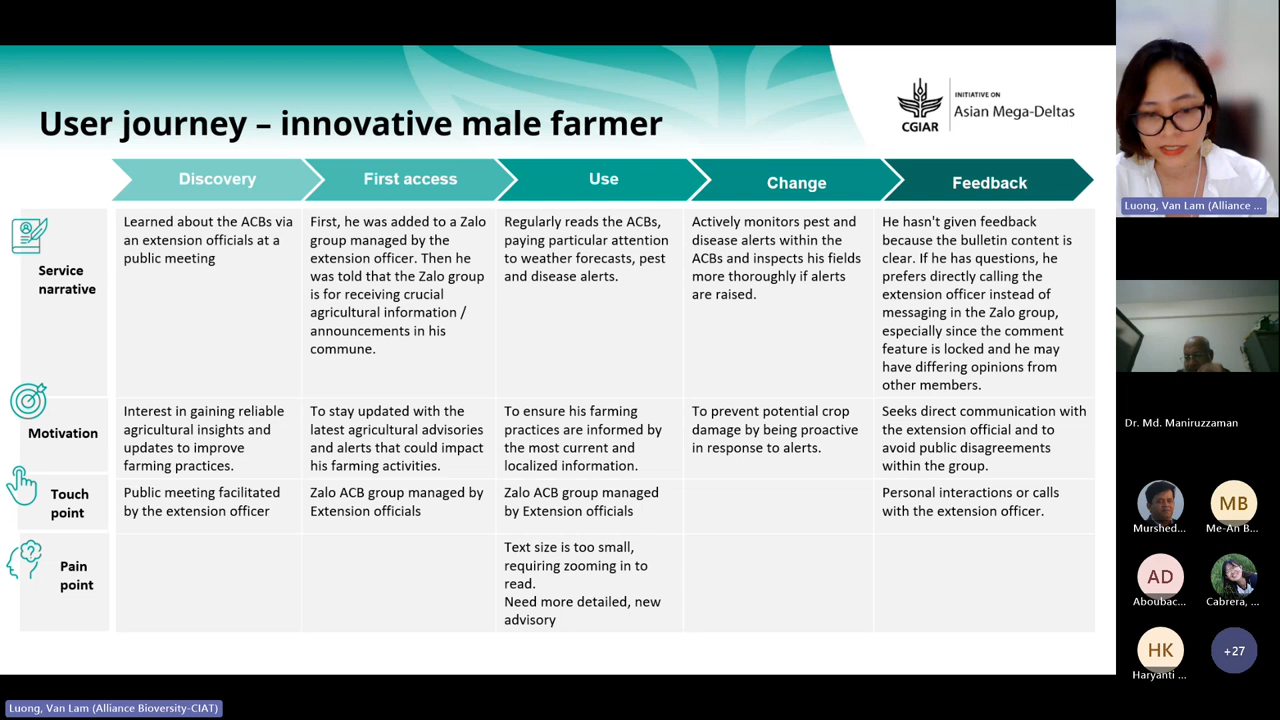 User journey – innovative male farmer
CGIAR
INITIATIVE ON
Asian Mega-Deltas
Discovery
First access
Use
Change
Feedback
Service
narrative
Learned about the ACBs via
an extension officials at a
public meeting
First, he was added to a Zalo
group managed by the
extension officer. Then he
was told that the Zalo group
is for receiving crucial
agricultural information /
announcements in his
commune.
Regularly reads the ACBs,
paying particular attention
to weather forecasts, pest
and disease alerts.
Actively monitors pest and
disease alerts within the
ACBs and inspects his fields
more thoroughly if alerts
are raised.
He hasn't given feedback
because the bulletin content is
clear. If he has questions, he
prefers directly calling the
extension officer instead of
messaging in the Zalo group,
especially since the comment
feature is locked and he may
have differing opinions from
other members.
Motivation
Interest in gaining reliable
agricultural insights and
updates to improve
farming practices.
To stay updated with the
latest agricultural advisories
and alerts that could impact
his farming activities.
To ensure his farming
practices are informed by
the most current and
localized information.
To prevent potential crop
damage by being proactive
in response to alerts.
Seeks direct communication with
the extension official and to
avoid public disagreements
within the group.
Touch
point
Public meeting facilitated
by the extension officer
Zalo ACB group managed by
Extension officials
Zalo ACB group managed
by Extension officials
Personal interactions or calls
with the extension officer.
Pain
point
Text size is too small,
requiring zooming in to
read.
Need more detailed, new
advisory
Luong, Van Lam (Alliance ...
Dr. Md. Maniruzzaman
Murshed...
MB
Me-An B...
AD
Aboubac...
Cabrera, ...
HK
Haryanti ...
+27
Luong, Van Lam (Alliance Bioversity-CIAT)